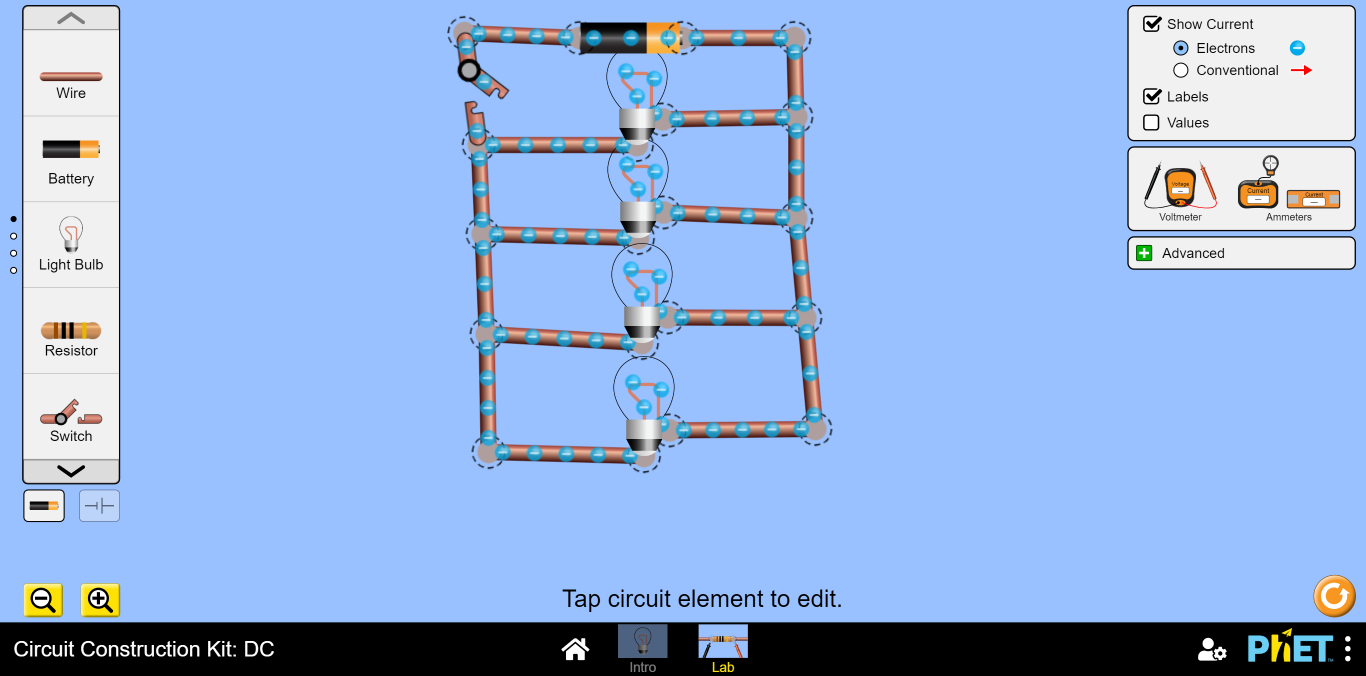 Wire
Battery
Light Bulb
Resistor
Switch
Show Current
Electrons
Conventional
Labels
Values
Voltage
Current
Current
Voltmeter
Ammeters
Advanced
Tap circuit element to edit.
Circuit Construction Kit: DC
Intro
Lab
PhET